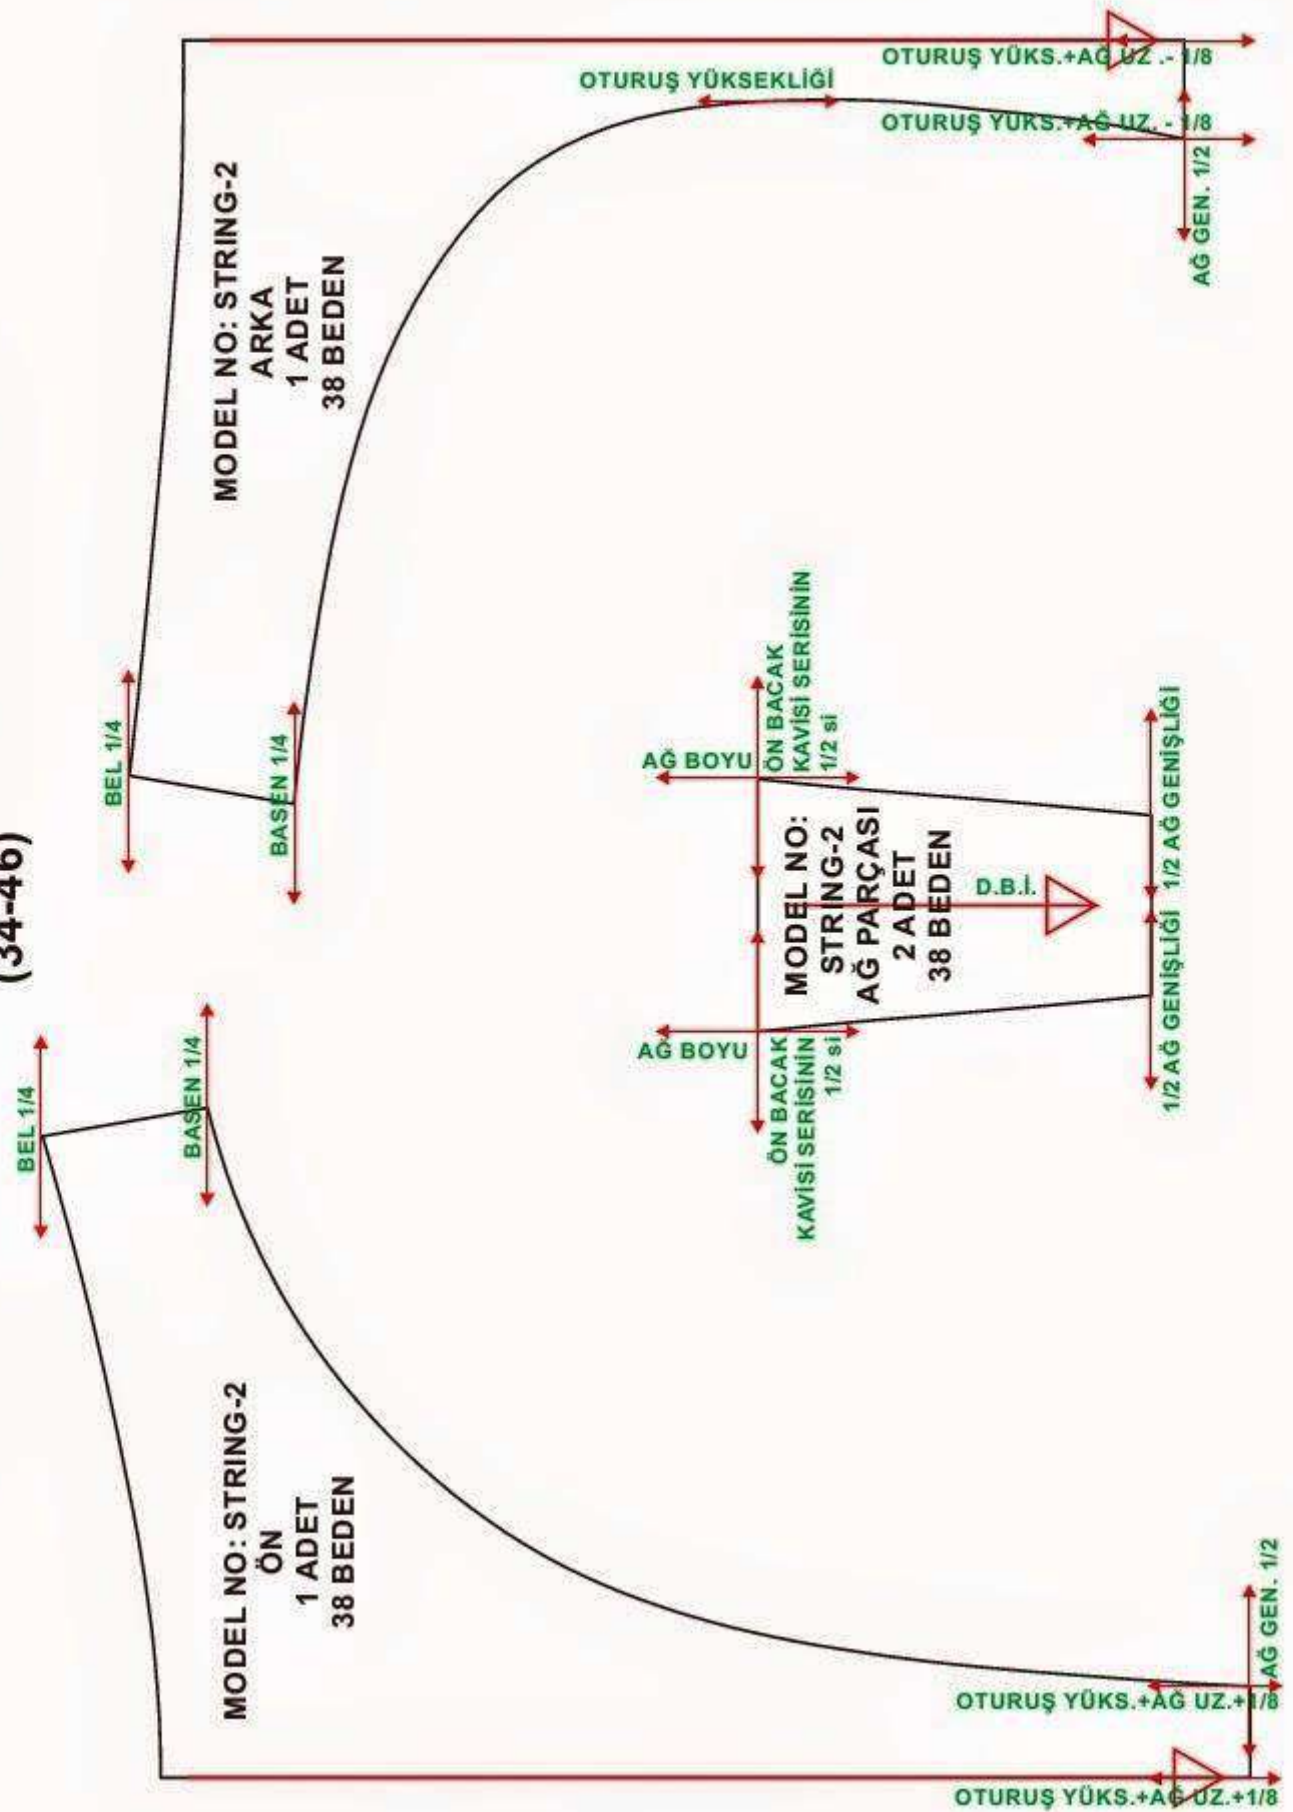 (34-46)
BEL 1/4
BASEN 1/4
MODEL NO: STRING-2
ÖN
1 ADET
38 BEDEN
OTURUŞ YÜKS.+AĞ UZ.+1/8
OTURUŞ YÜKS.+AĞ UZ.+1/8
AĞ GEN. 1/2
BEL 1/4
BASEN 1/4
MODEL NO: STRING-2
ARKA
1 ADET
38 BEDEN
OTURUŞ YÜKSEKLİĞİ
OTURUŞ YÜKS.+AĞ UZ .- 1/8
OTURUŞ YÜKS.+AĞ UZ. - 1/8
AĞ GEN. 1/2
AĞ BOYU
ÖN BACAK
KAVİSİ SERİSİNİN
1/2 si
AĞ BOYU
ÖN BACAK
KAVİSİ SERİSİNİN
1/2 si
MODEL NO:
STRING-2
AĞ PARÇASI
2 ADET
38 BEDEN
D.B.İ.
1/2 AĞ GENİŞLİĞİ
1/2 AĞ GENİŞLİĞİ